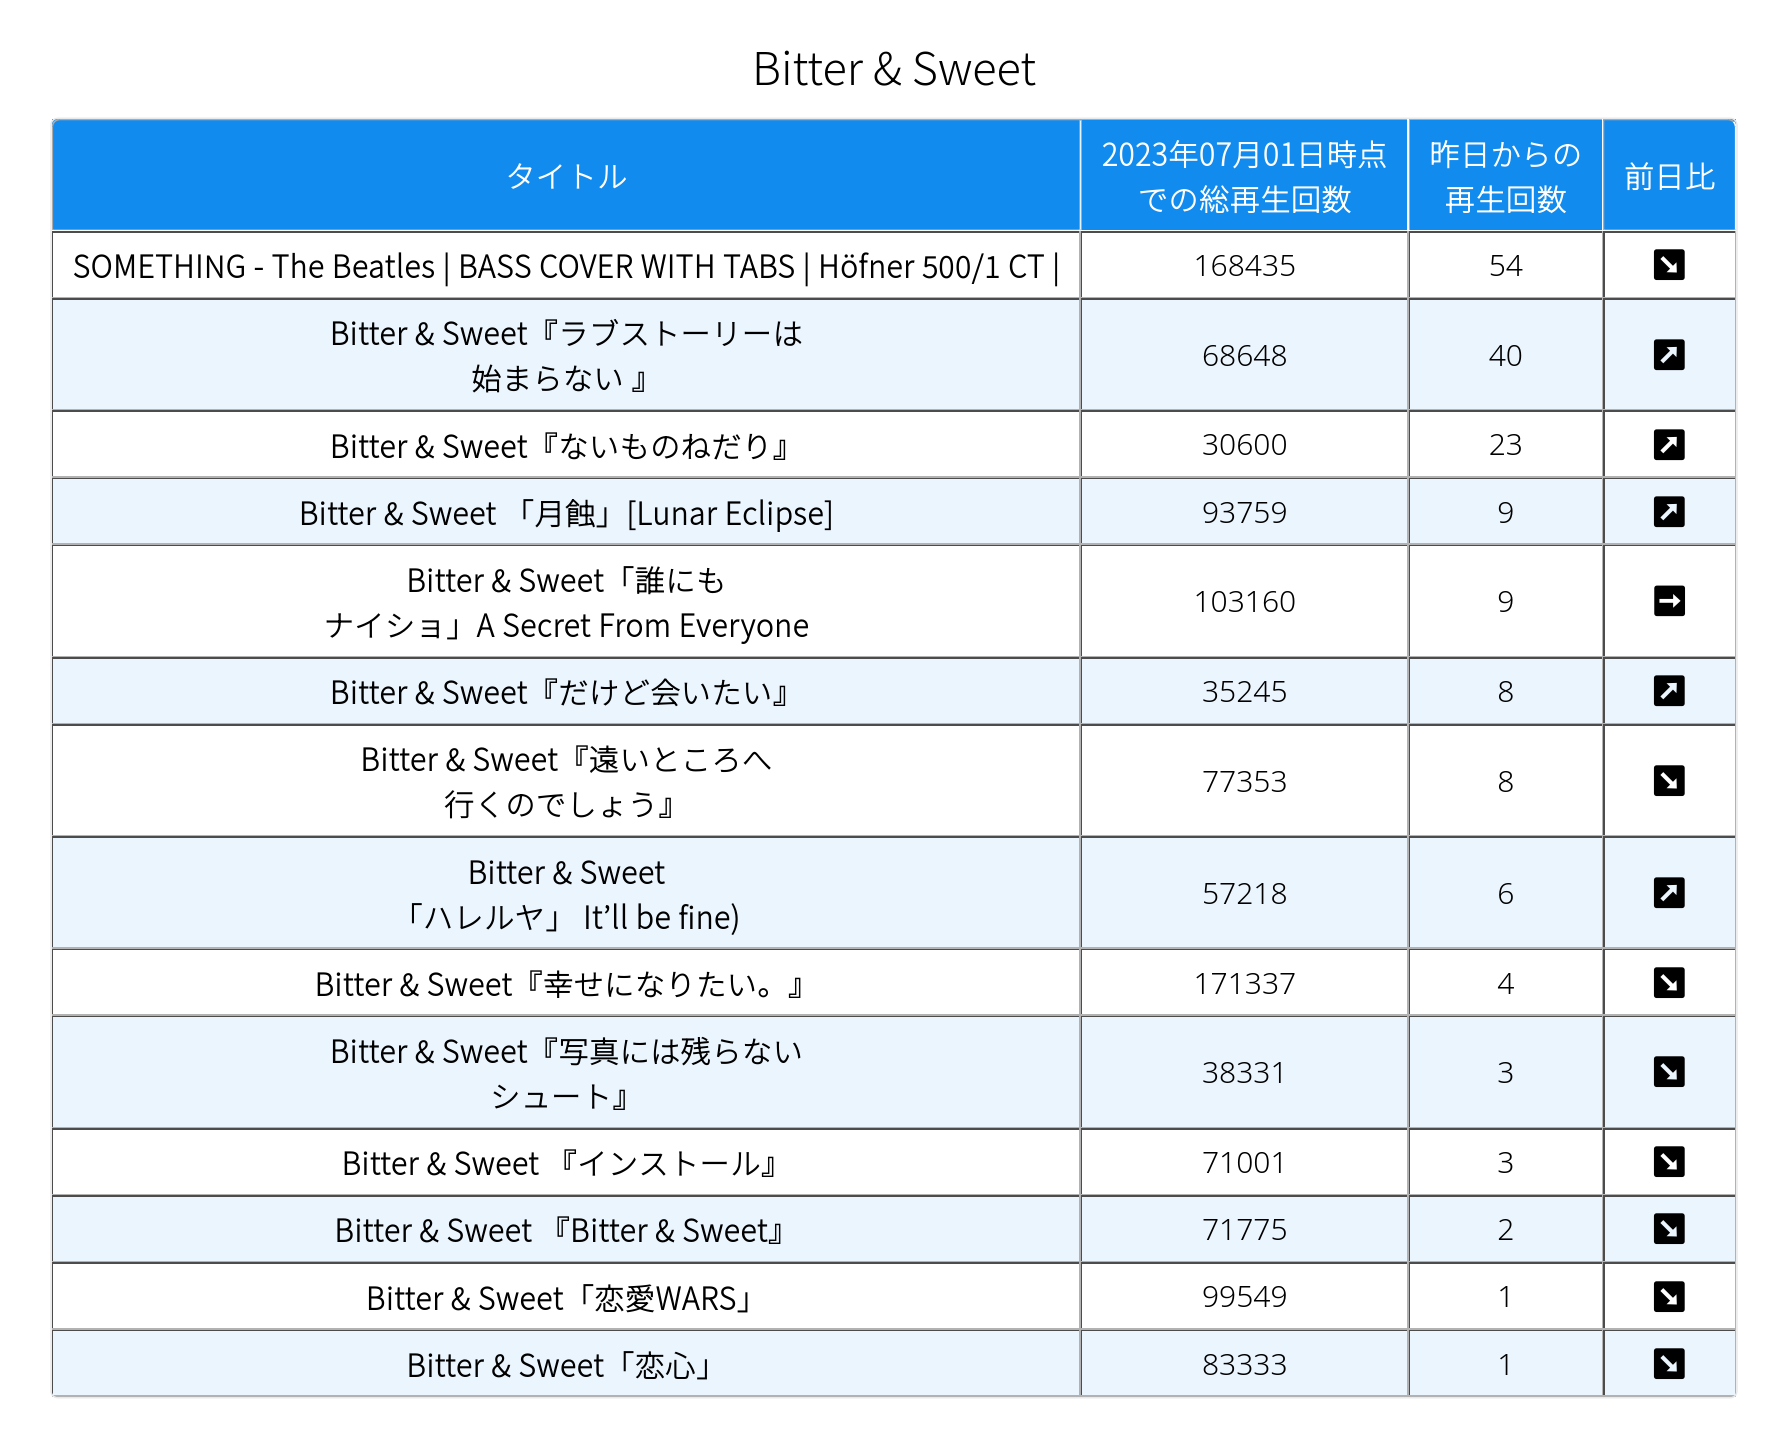 Bitter & Sweet
タイトル
2023年07月01日時点
での総再生回数
昨日からの
再生回数
前日比
SOMETHING - The Beatles | BASS COVER WITH TABS | Höfner 500/1 CT |
168435
54
Bitter & Sweet『ラブストーリーは
始まらない 』
68648
40
Bitter & Sweet『ないものねだり』
30600
23
Bitter & Sweet 「月蝕」[Lunar Eclipse]
93759
9
Bitter & Sweet「誰にも
ナイショ」A Secret From Everyone
103160
9
Bitter & Sweet『だけど会いたい』
35245
8
Bitter & Sweet『遠いところへ
行くのでしょう』
77353
8
Bitter & Sweet
「ハレルヤ」 It’ll be fine)
57218
6
Bitter & Sweet『幸せになりたい。』
171337
4
Bitter & Sweet『写真には残らない
シュート』
38331
3
Bitter & Sweet 『インストール』
71001
3
Bitter & Sweet 『Bitter & Sweet』
71775
2
Bitter & Sweet「恋愛WARS」
99549
1
Bitter & Sweet「恋心」
83333
1